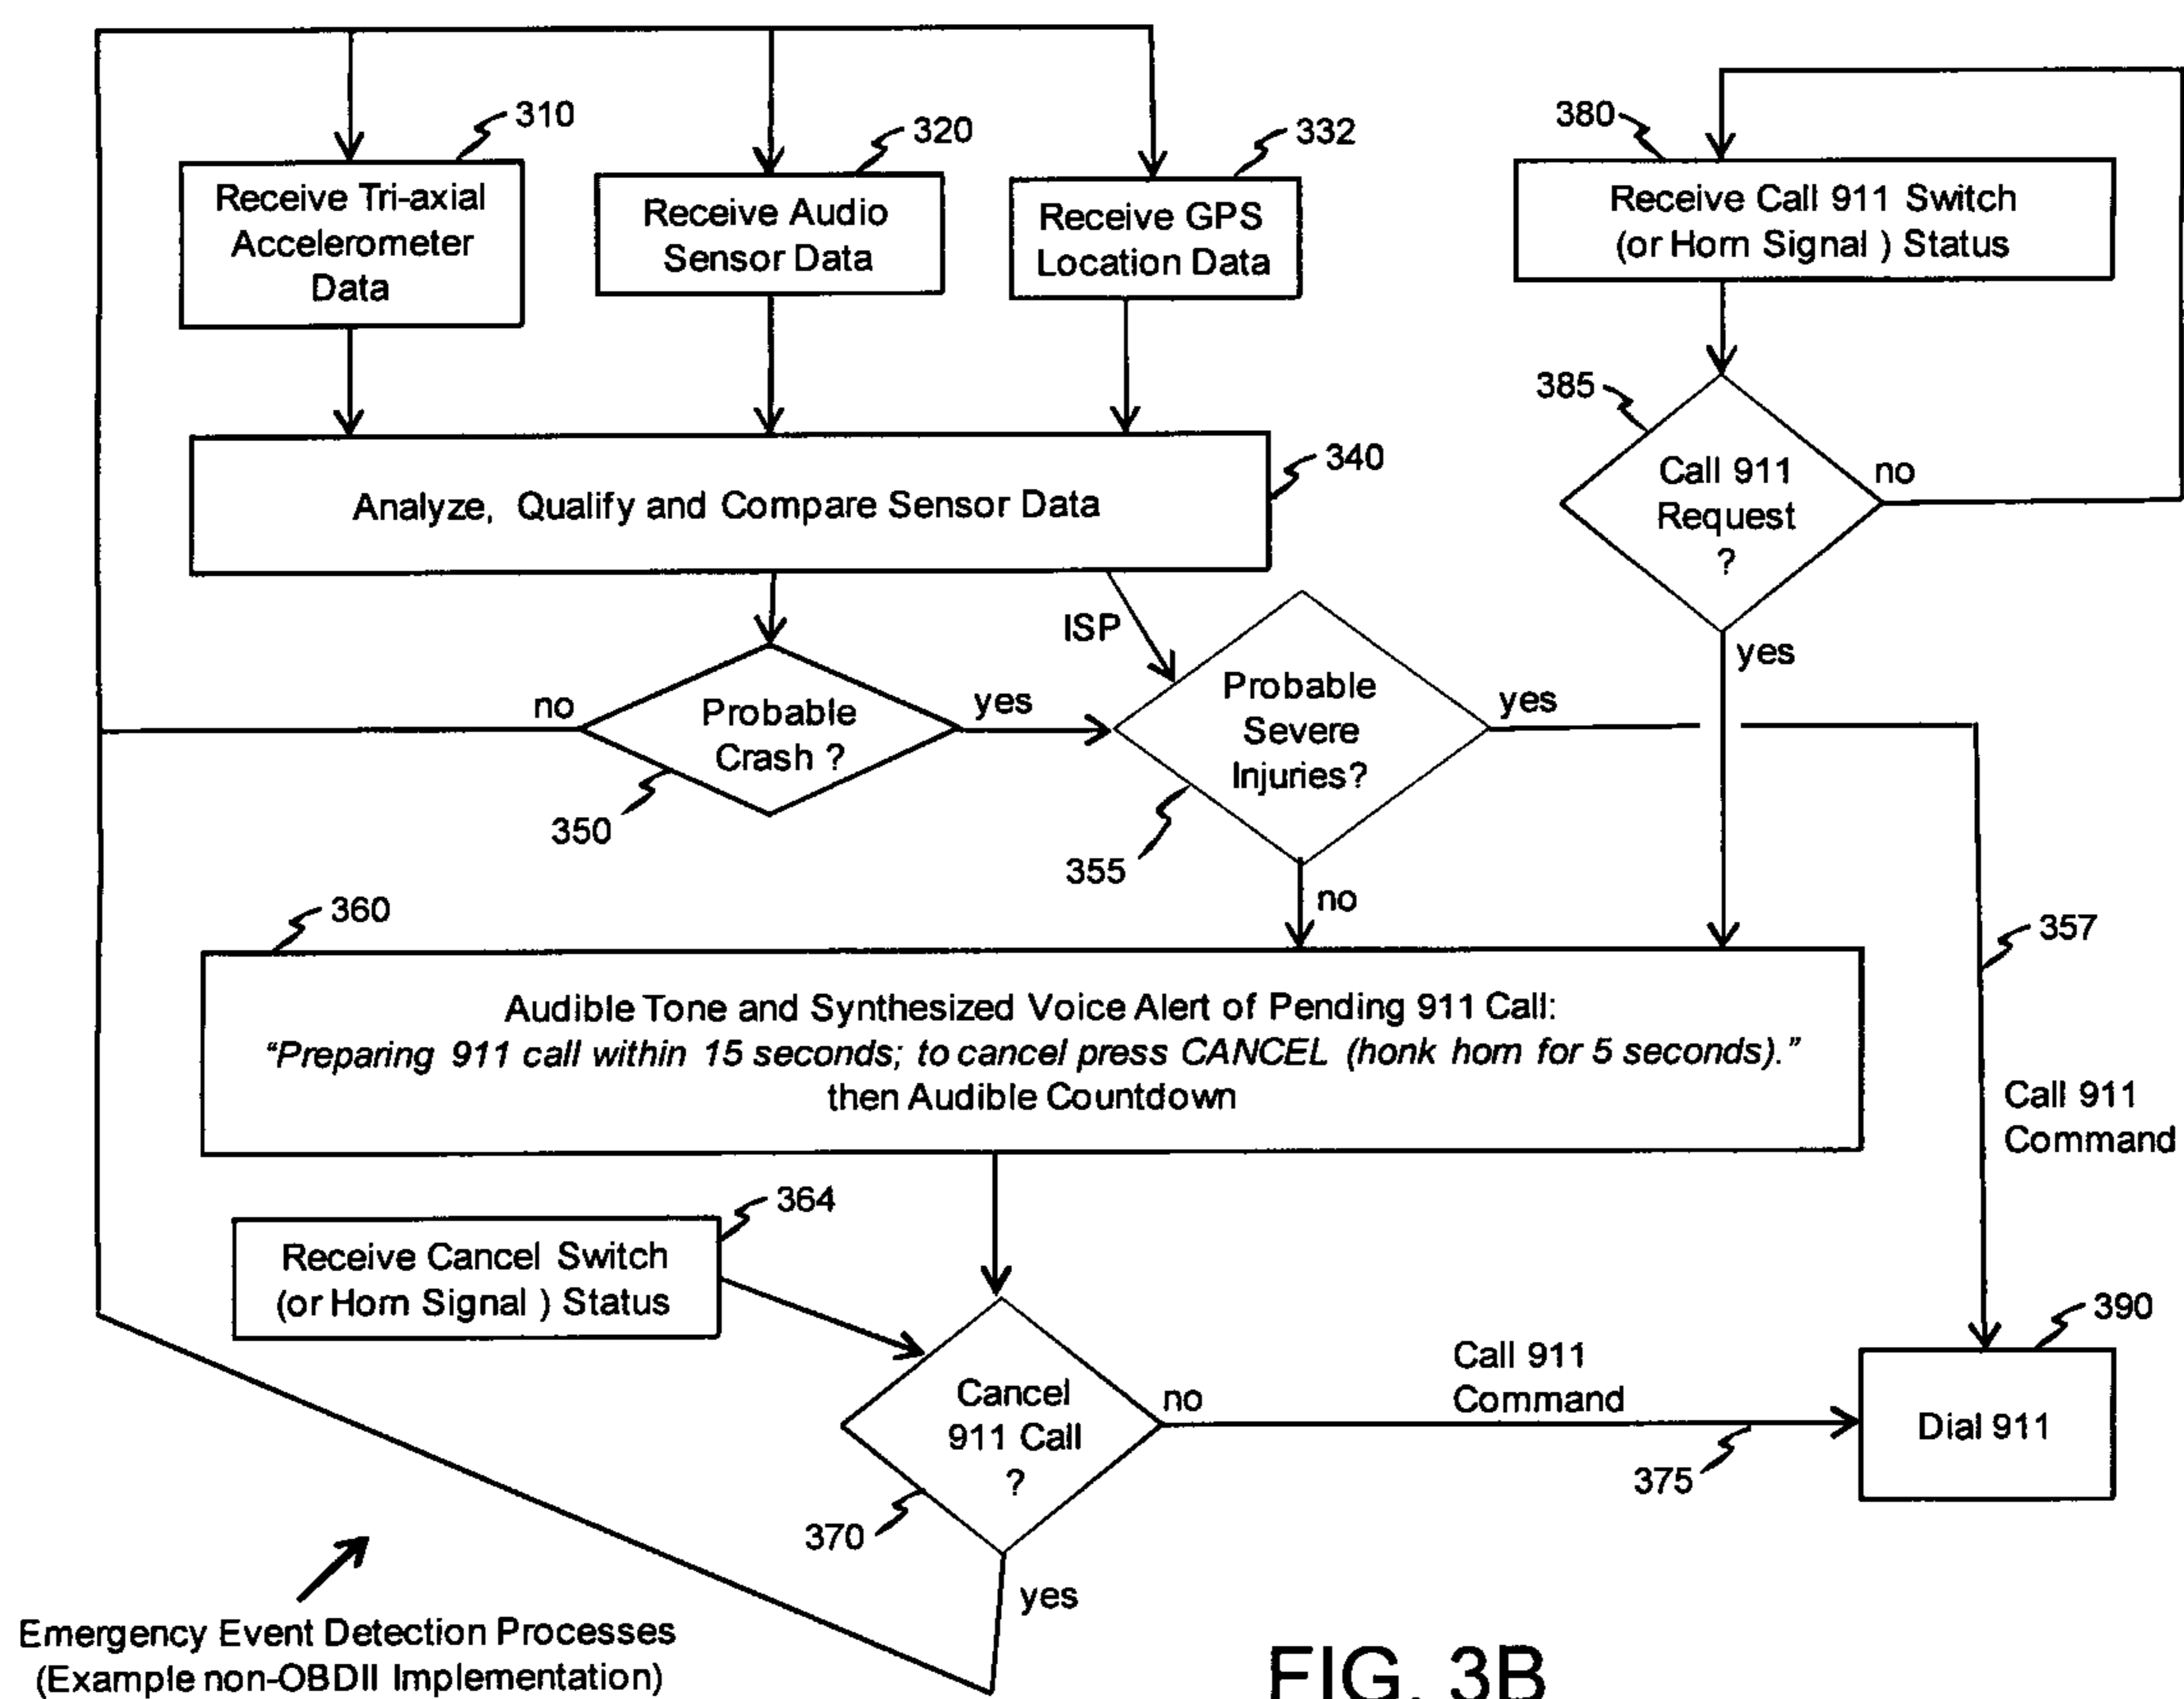 310
320
332
380
Receive Tri-axial
Accelerometer
Data
Receive Audio
Sensor Data
Receive GPS
Location Data
Receive Call 911 Switch
(or Horn Signal ) Status
385
Call 911
Request
?
no
yes
340
Analyze, Qualify and Compare Sensor Data
ISP
no
Probable
Crash ?
yes
350
Probable
Severe
Injuries?
yes
355
no
357
360
Audible Tone and Synthesized Voice Alert of Pending 911 Call:
"Preparing 911 call within 15 seconds; to cancel press CANCEL (honk horn for 5 seconds)."
then Audible Countdown
Call 911
Command
364
Receive Cancel Switch
(or Horn Signal ) Status
390
Cancel
911 Call
?
no
Call 911
Command
Dial 911
375
370
yes
Emergency Event Detection Processes
(Example non-OBDII Implementation)
FIG. 3B